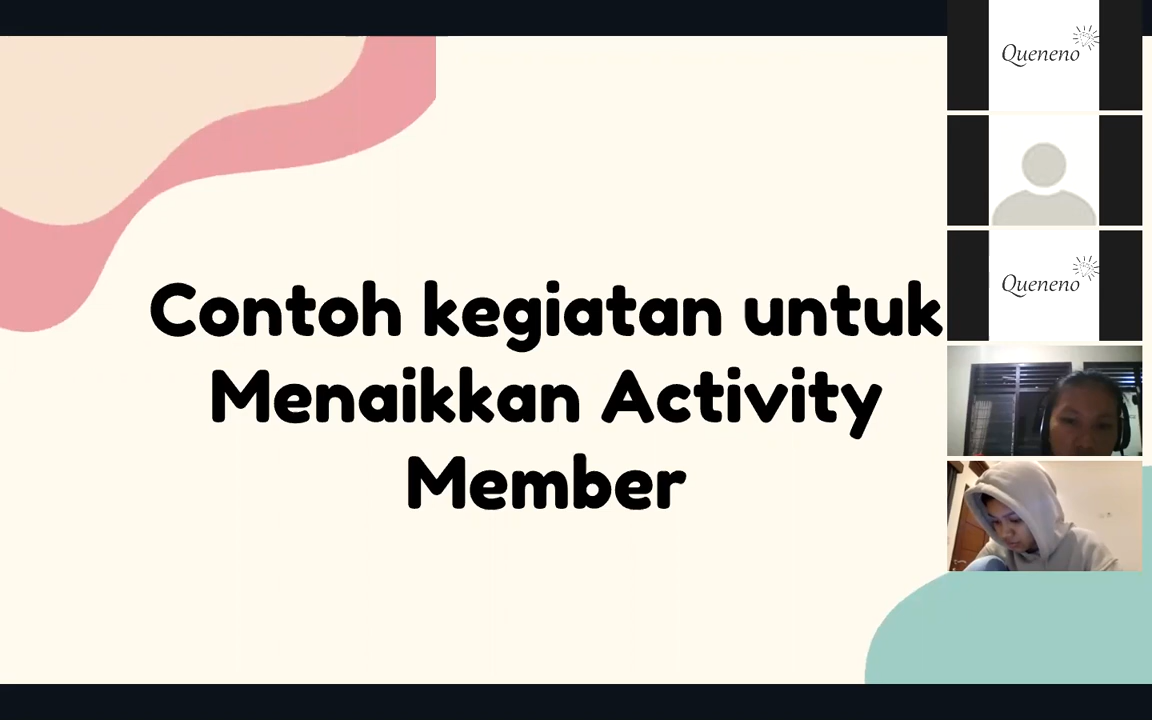 Contoh kegiatan untuk
Menaikkan Activity
Member
Queneno
Queneno